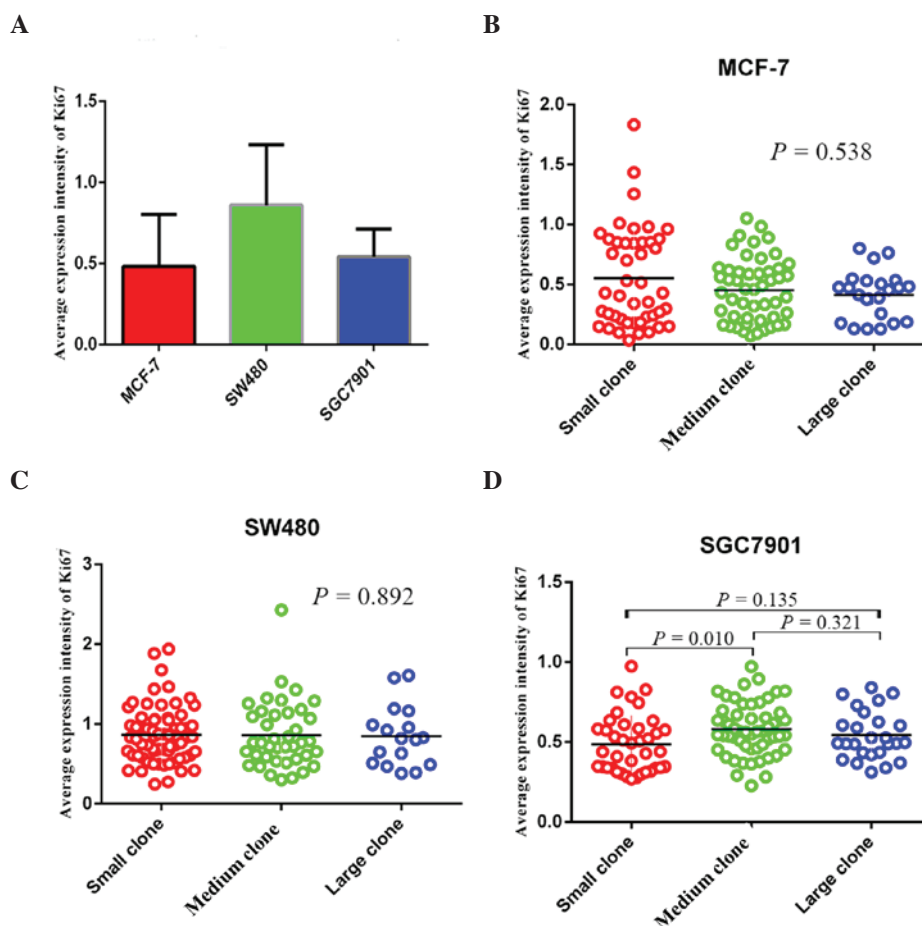 A
Average expression intensity of Ki67
1.5
1.0
0.5
0.0
MCF-7
SW480
SGC7901
B
MCF-7
Average expression intensity of Ki67
2.0
1.5
1.0
0.5
0.0
P = 0.538
Small clone
Medium clone
Large clone
C
SW480
Average expression intensity of Ki67
3
2
1
0
P = 0.892
Small clone
Medium clone
Large clone
D
SGC7901
Average expression intensity of Ki67
1.5
1.0
0.5
0.0
P = 0.135
P = 0.321
P = 0.010
Small clone
Medium clone
Large clone